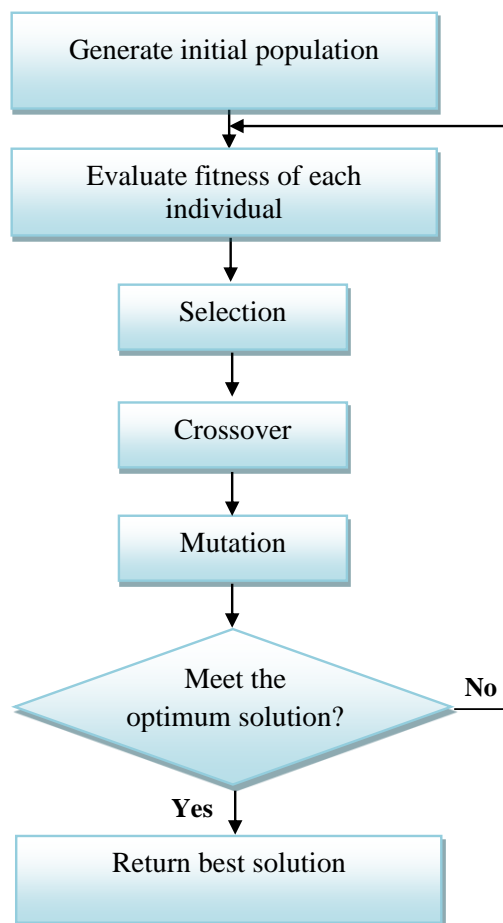 Generate initial population
Evaluate fitness of each
individual
Selection
Crossover
Mutation
Meet the
optimum solution?
No
Yes
Return best solution